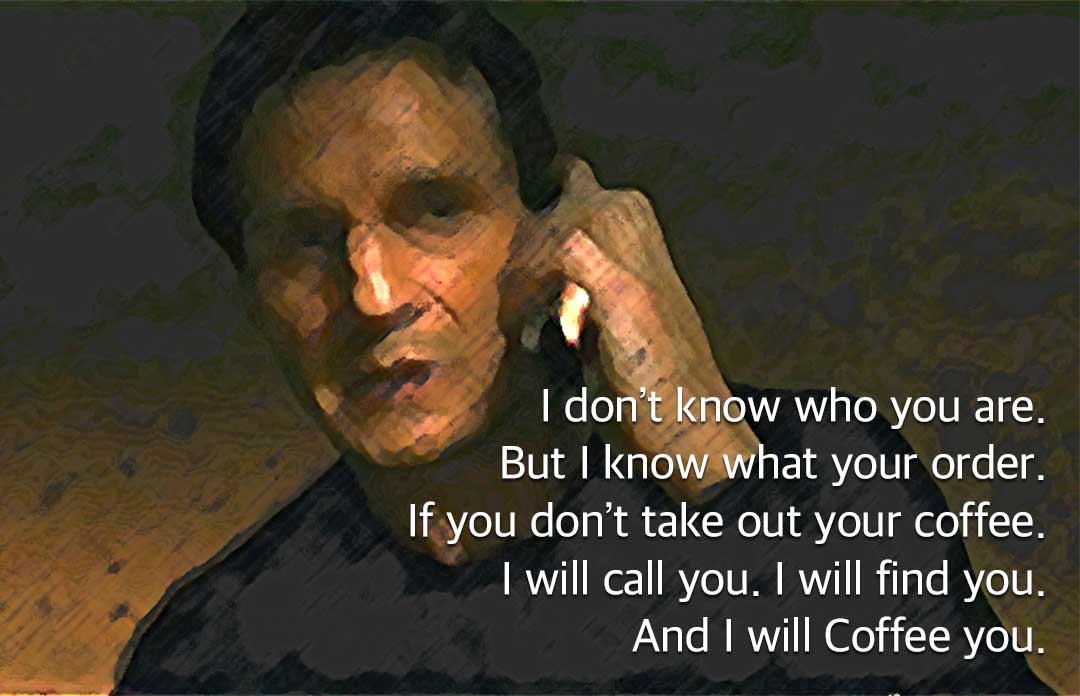 I don’t know who you are.
But I know what your order.
If you don’t take out your coffee.
I will call you. I will find you.
And I will Coffee you.